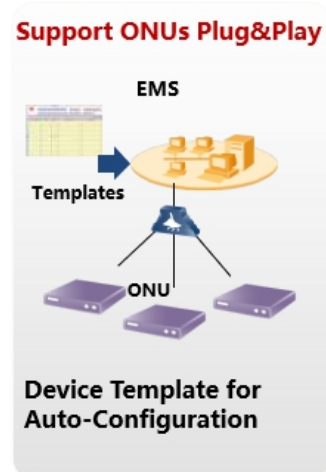 Support ONUs Plug&Play
EMS
Templates
ONU
Device Template for
Auto-Configuration